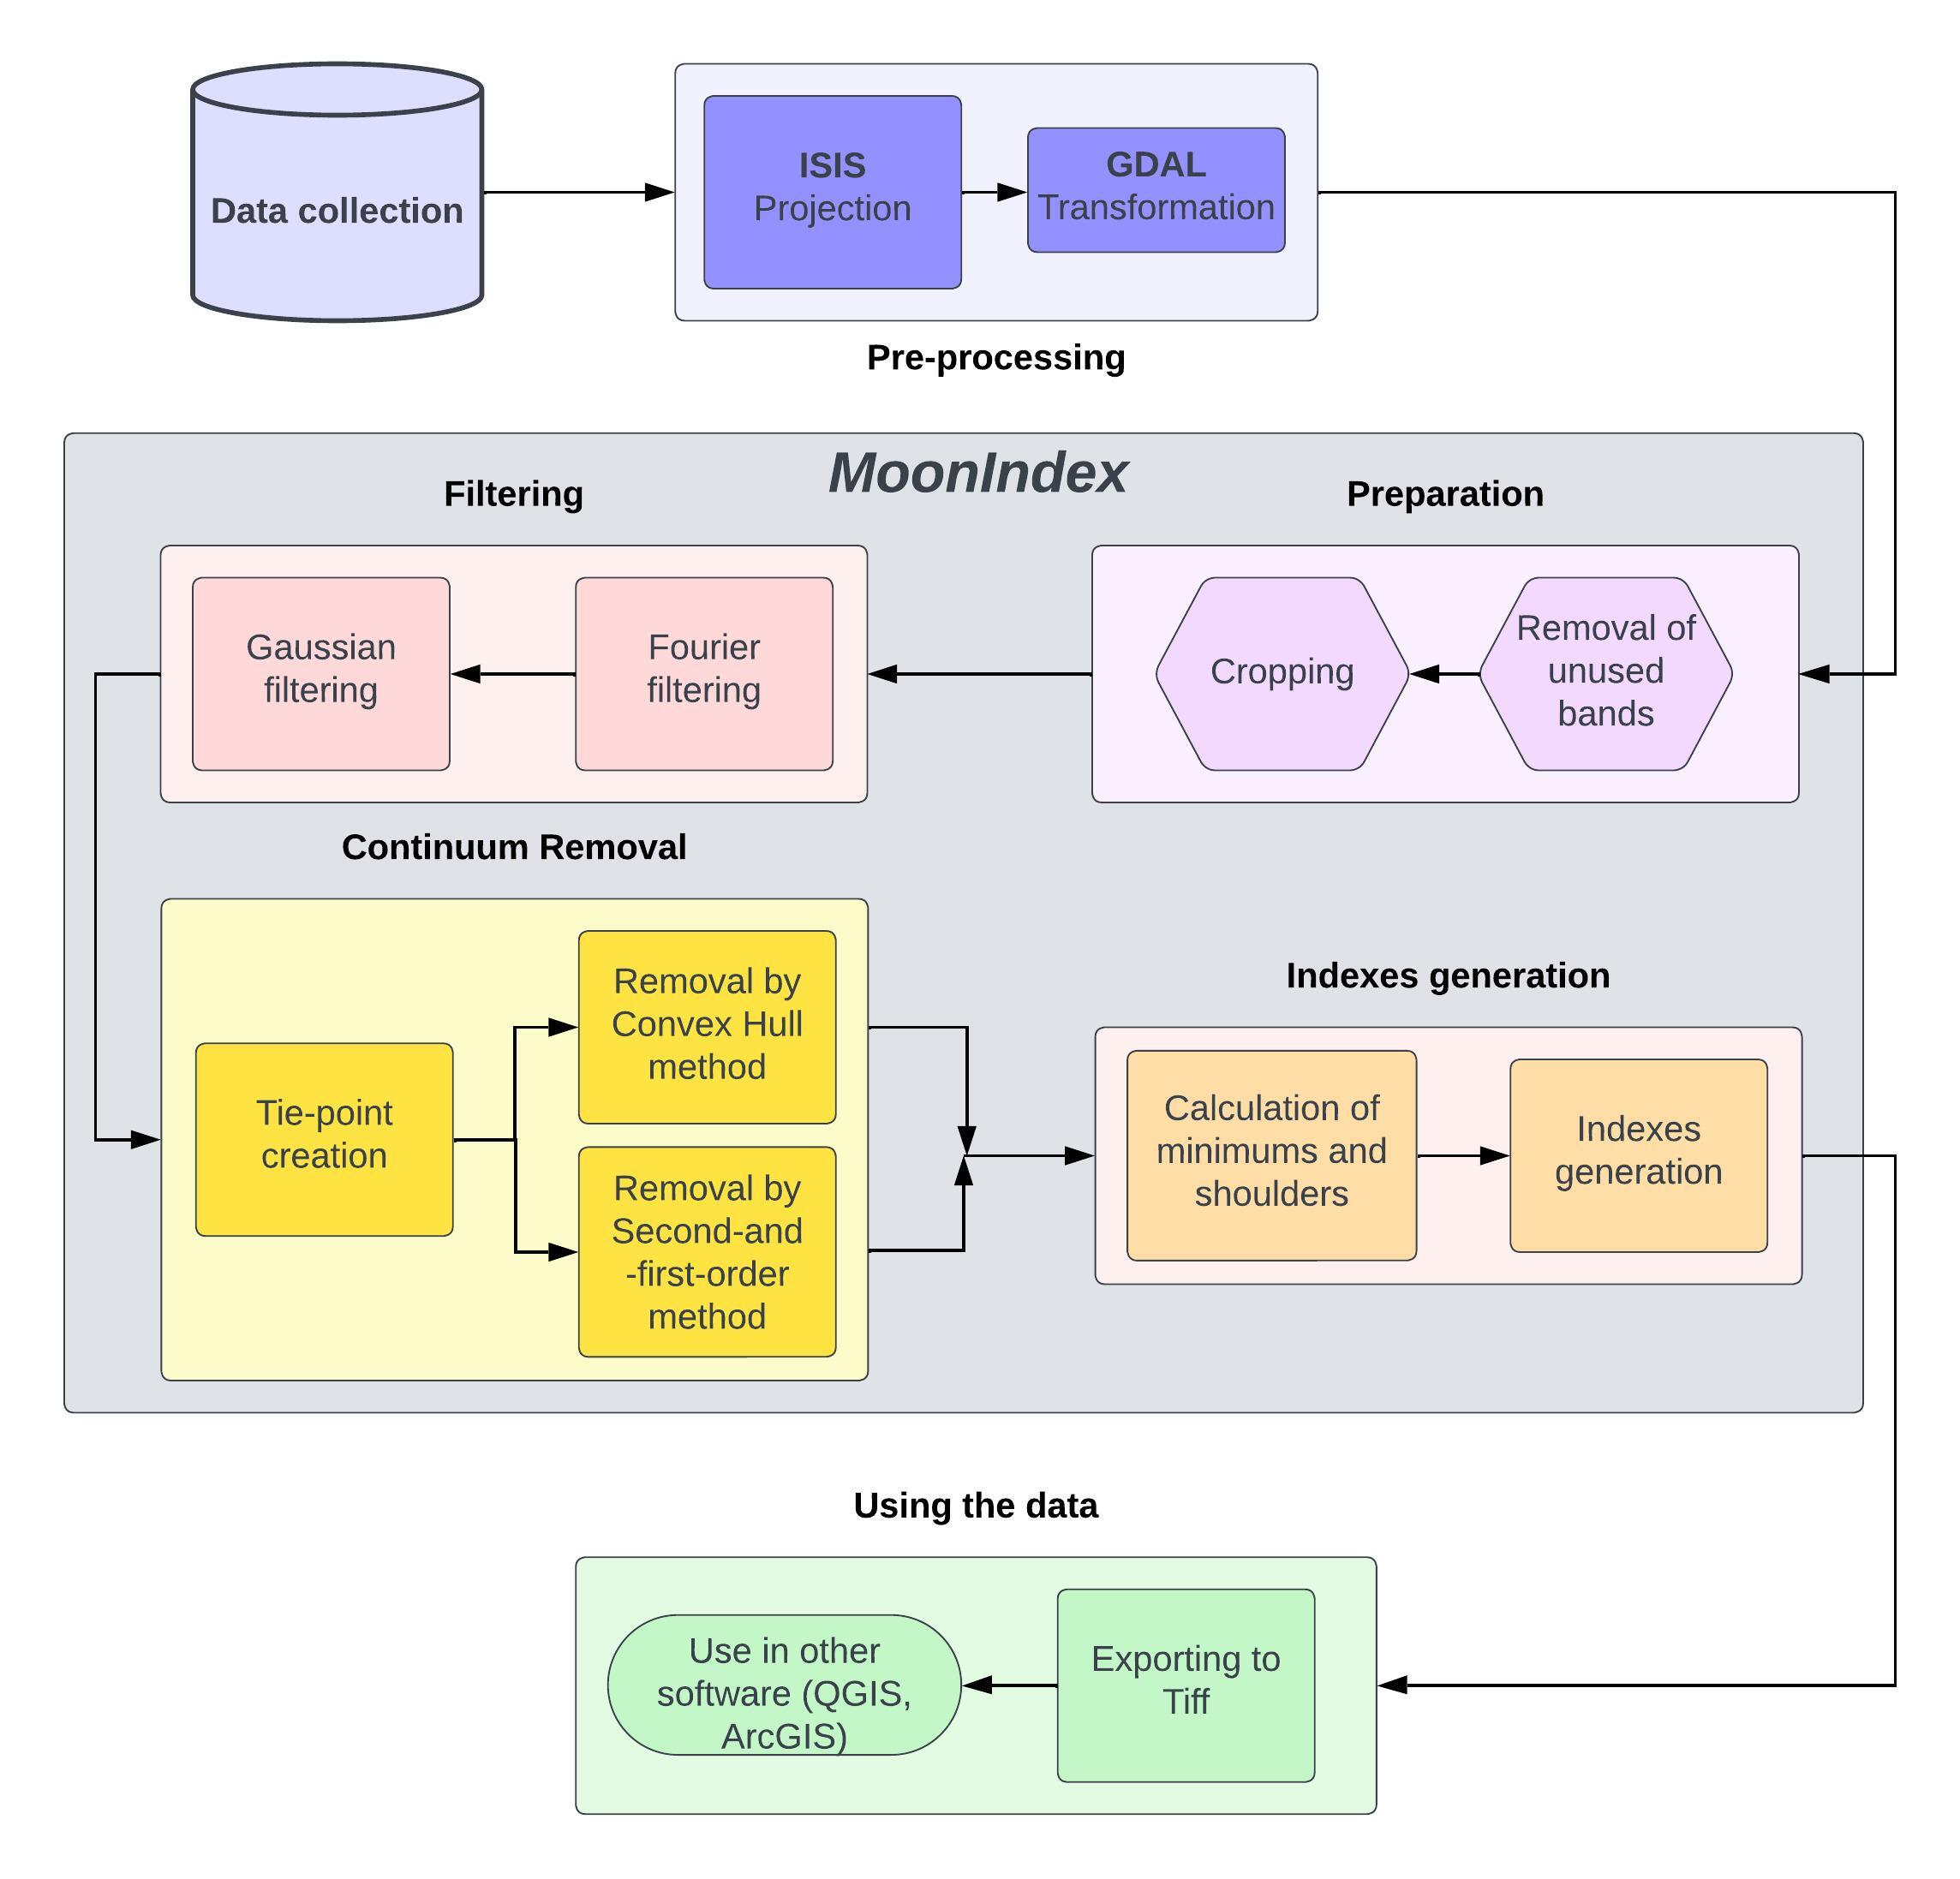 Data collection
ISIS
Projection
GDAL
Transformation
Pre-processing
MoonIndex
Preparation
Removal of
unused
bands
Cropping
Filtering
Fourier
filtering
Gaussian
filtering
Continuum Removal
Tie-point
creation
Removal by
Convex Hull
method
Removal by
Second-and
-first-order
method
Indexes generation
Calculation of
minimums and
shoulders
Indexes
generation
Using the data
Exporting to
Tiff
Use in other
software (QGIS,
ArcGIS)